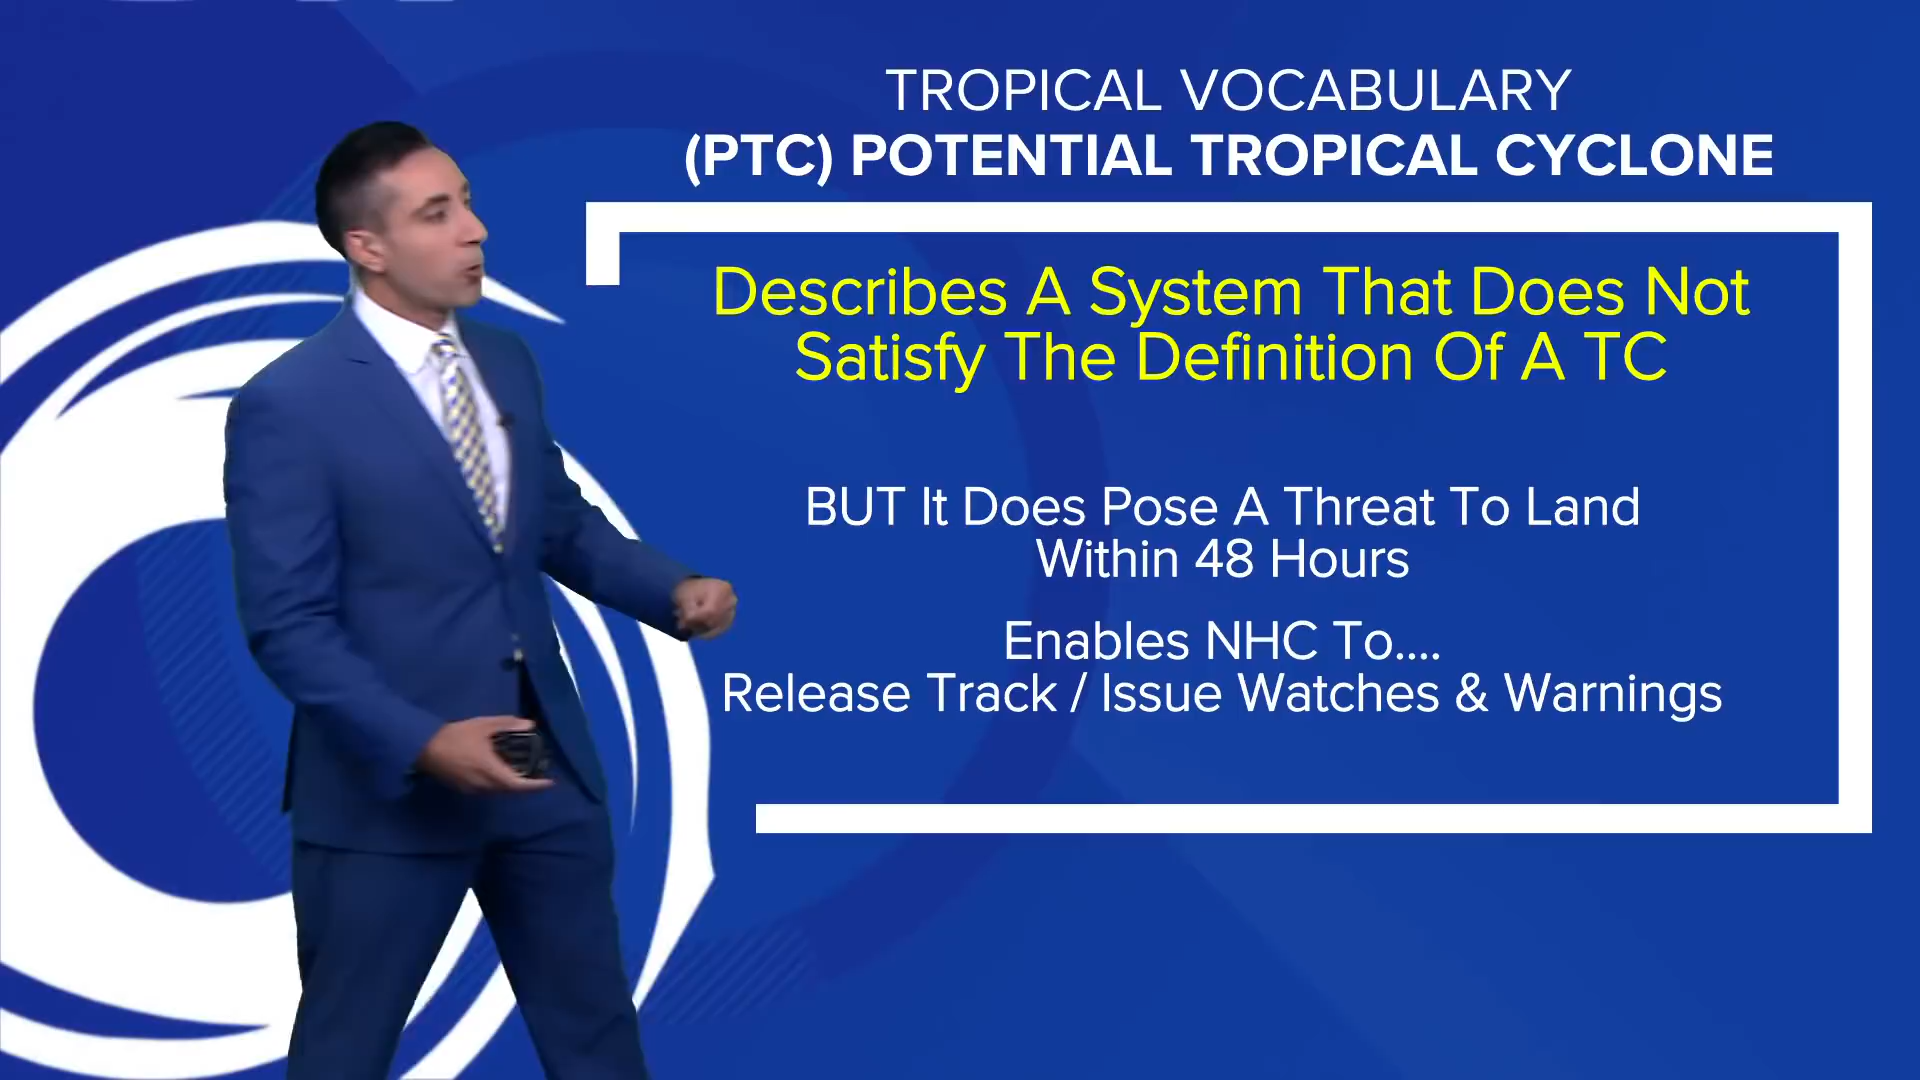 TROPICAL VOCABULARY
(PTC) POTENTIAL TROPICAL CYCLONE
Describes A System That Does Not
Satisfy The Definition Of A TC
BUT It Does Pose A Threat To Land
Within 48 Hours
Enables NHC To....
Release Track / Issue Watches & Warnings